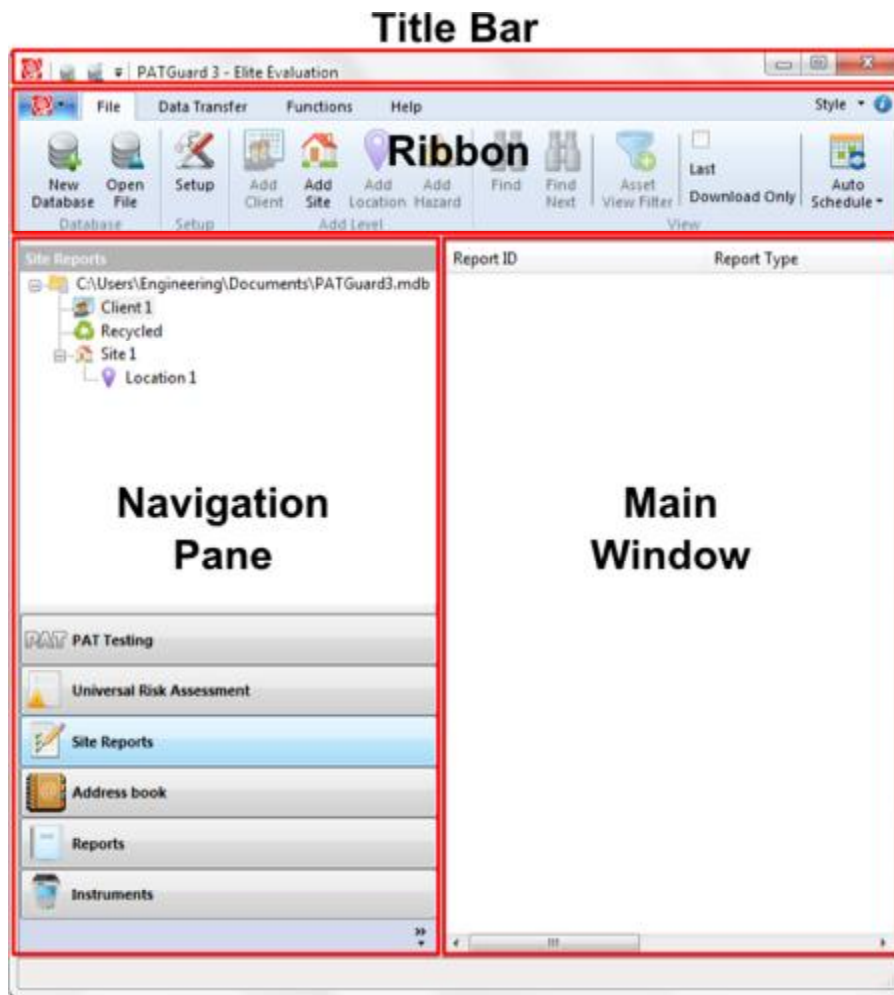 Title Bar
PATGuard 3 - Elite Evaluation
File Data Transfer Functions Help Style
Ribbon
New Database
Open File
Setup
Add Client
Add Site
Add Location
Add Hazard
Find
Find Next
Asset View Filter
Last
Download Only
Auto Schedule
Database Setup Add Level View
Site Reports
C:\Users\Engineering\Documents\PATGuard3.mdb
Client 1
Recycled
Site 1
Location 1
Navigation
Pane
PAT PAT Testing
Universal Risk Assessment
Site Reports
Address book
Reports
Instruments
Report ID Report Type
Main
Window